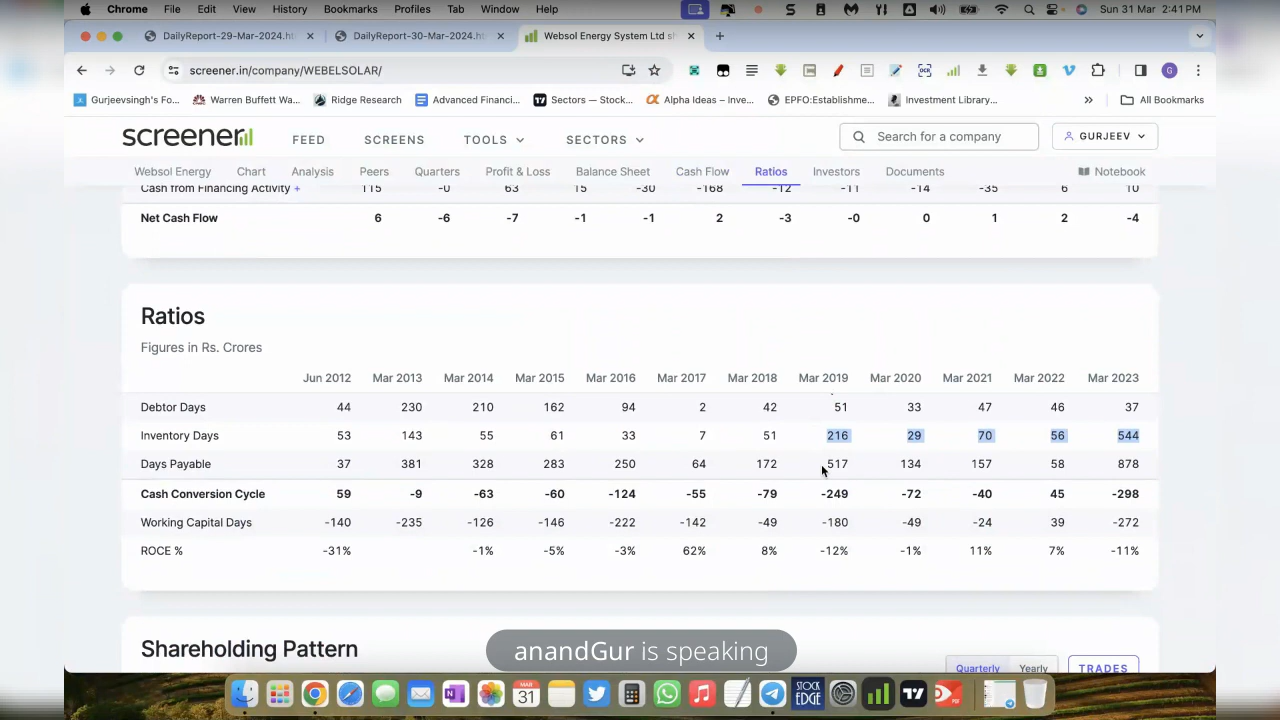 Chrome File Edit View History Bookmarks Profiles Tab Window Help Sun 31 Mar 2:41 PM
DailyReport-29-Mar-2024.ht DailyReport-30-Mar-2024.ht Websol Energy System Ltd sh
screener.in/company/WEBELSOLAR/
Gurjeevsingh's Fo... Warren Buffett Wa... Ridge Research Advanced Financi... Sectors — Stock... Alpha Ideas – Inve... EPFO:Establishme... Investment Library... » All Bookmarks
screener FEED SCREENS TOOLS SECTORS Search for a company GURJEEV
Websol Energy Chart Analysis Peers Quarters Profit & Loss Balance Sheet Cash Flow Ratios Investors Documents Notebook
Cash from Financing Activity + 115 -0 63 15 -30 -168 -12 -11 -14 -35 6 10
Net Cash Flow 6 -6 -7 -1 -1 2 -3 -0 0 1 2 -4
Ratios
Figures in Rs. Crores
Jun 2012 Mar 2013 Mar 2014 Mar 2015 Mar 2016 Mar 2017 Mar 2018 Mar 2019 Mar 2020 Mar 2021 Mar 2022 Mar 2023
Debtor Days 44 230 210 162 94 2 42 51 33 47 46 37
Inventory Days 53 143 55 61 33 7 51 216 29 70 56 544
Days Payable 37 381 328 283 250 64 172 517 134 157 58 878
Cash Conversion Cycle 59 -9 -63 -60 -124 -55 -79 -249 -72 -40 45 -298
Working Capital Days -140 -235 -126 -146 -222 -142 -49 -180 -49 -24 39 -272
ROCE % -31% -1% -5% -3% 62% 8% -12% -1% 11% 7% -11%
Shareholding Pattern
Quarterly Yearly TRADES
anandGur is speaking
MAR 31
STOCK EDGE